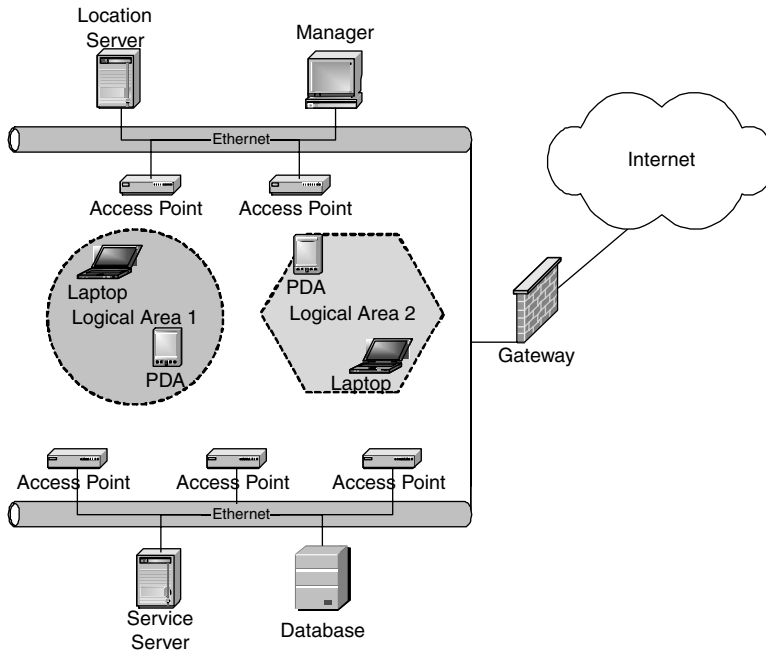 Location
Server
Manager
Ethernet
Internet
Access Point
Access Point
Laptop
Logical Area 1
PDA
PDA
Logical Area 2
Laptop
Gateway
Access Point
Access Point
Access Point
Ethernet
Service
Server
Database